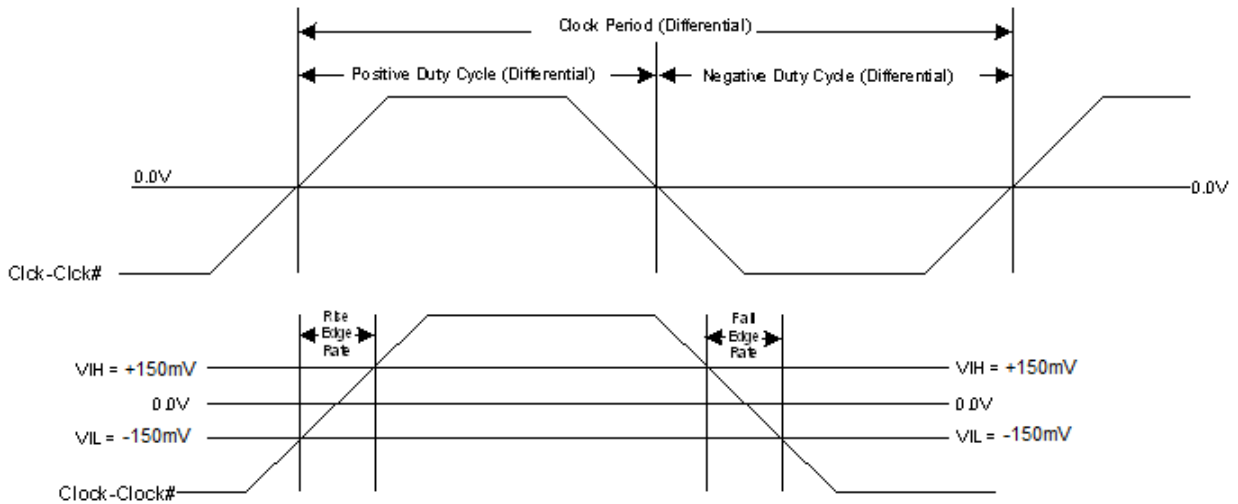 Clock Period (Differential)
Positive Duty Cycle (Differential)
Negative Duty Cycle (Differential)
0.0V
0.0V
Clck-Clck#
Rise
Edge
Rate
Fall
Edge
Rate
VIH = +150mV
VIH = +150mV
0.0V
0.0V
VIL = -150mV
VIL = -150mV
Clock-Clock#